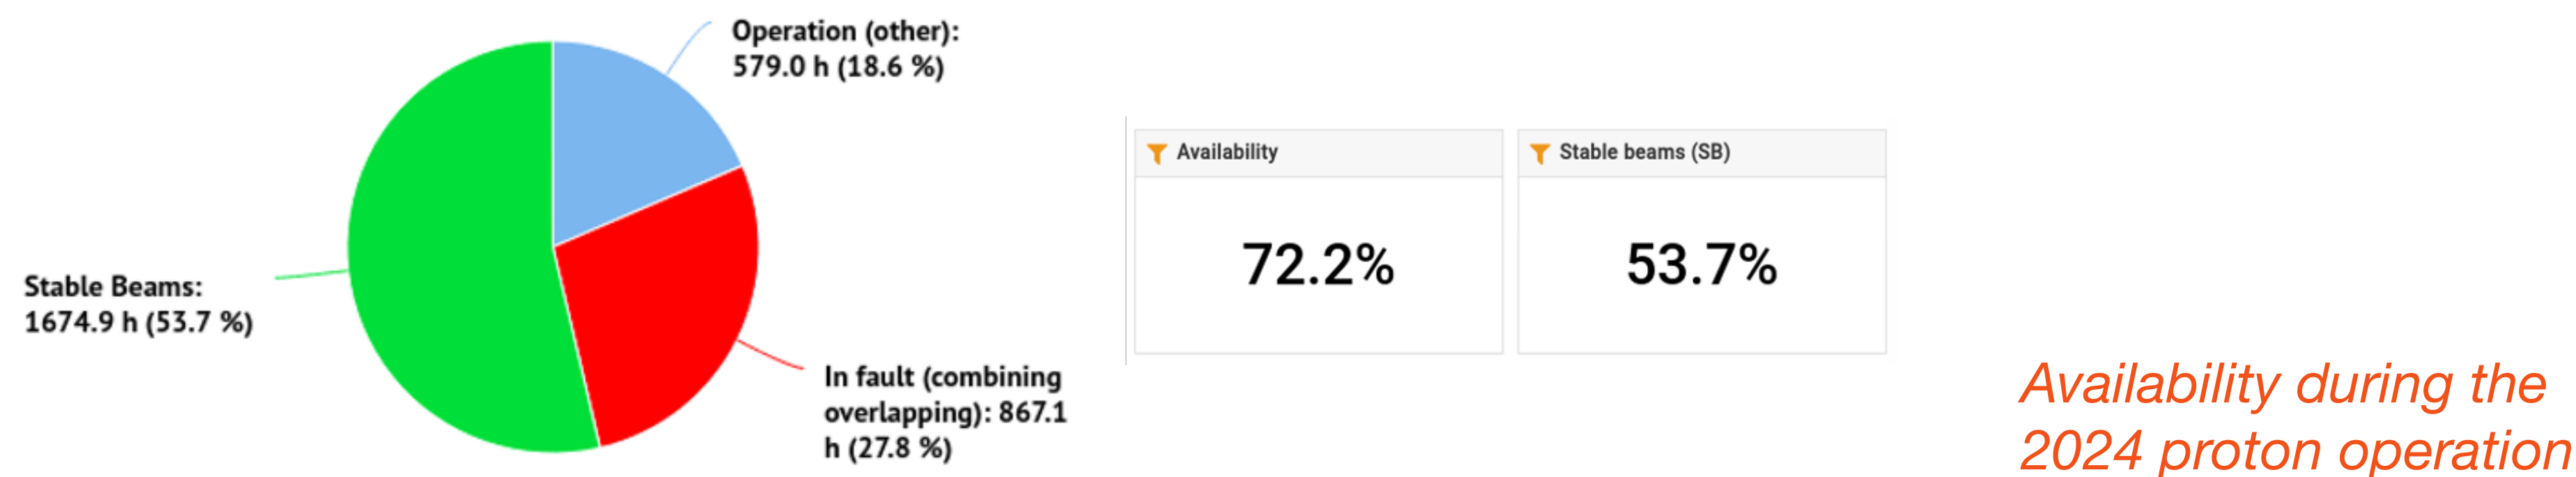 Operation (other):
579.0 h (18.6 %)
Stable Beams:
1674.9 h (53.7 %)
In fault (combining
overlapping): 867.1
h (27.8 %)
Availability
72.2%
Stable beams (SB)
53.7%
Availability during the
2024 proton operation